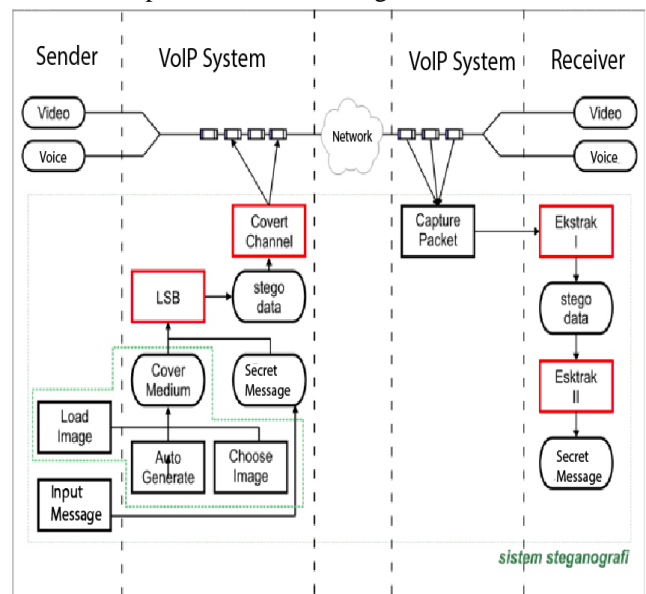 Sender
VoIP System
VoIP System
Receiver
Video
Voice
Network
Video
Voice
Covert
Channel
Capture
Packet
Ekstrak
I
LSB
stego
data
stego
data
Cover
Medium
Secret
Message
Esktrak
II
Load
Image
Auto
Generate
Choose
Image
Secret
Message
Input
Message
sistem steganografi